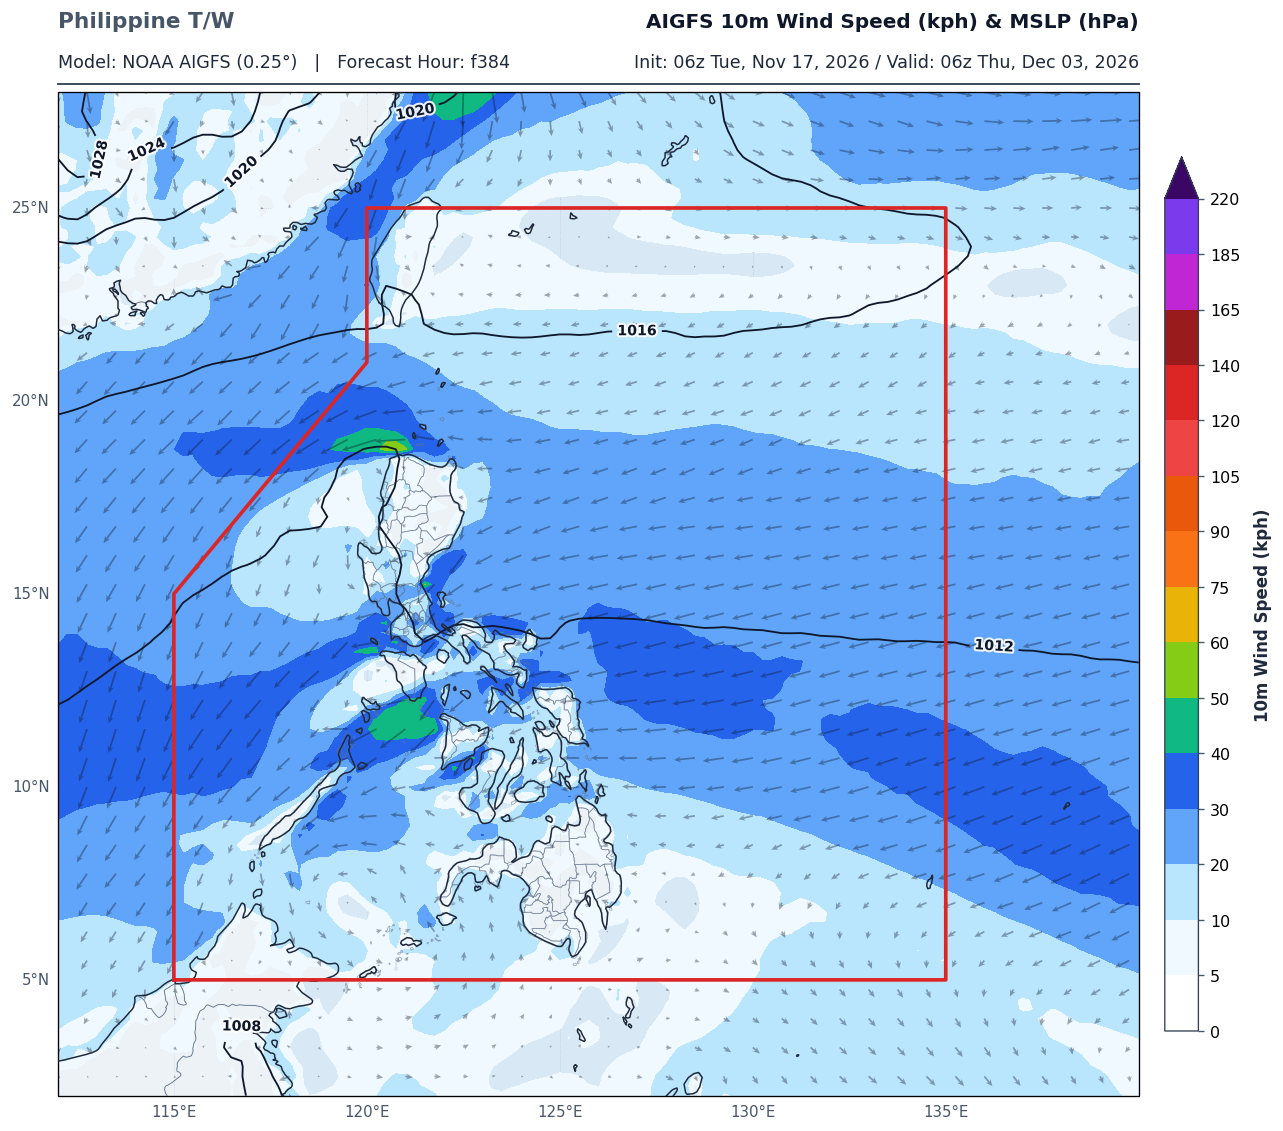 Philippine T/W
AIGFS 10m Wind Speed (kph) & MSLP (hPa)
Model: NOAA AIGFS (0.25°)   |   Forecast Hour: f384
Init: 06z Tue, Nov 17, 2026 / Valid: 06z Thu, Dec 03, 2026
1020
1028
1024
1020
1016
1012
1008
25°N
20°N
15°N
10°N
5°N
115°E
120°E
125°E
130°E
135°E
220
185
165
140
120
105
90
75
60
50
40
30
20
10
5
0
10m Wind Speed (kph)